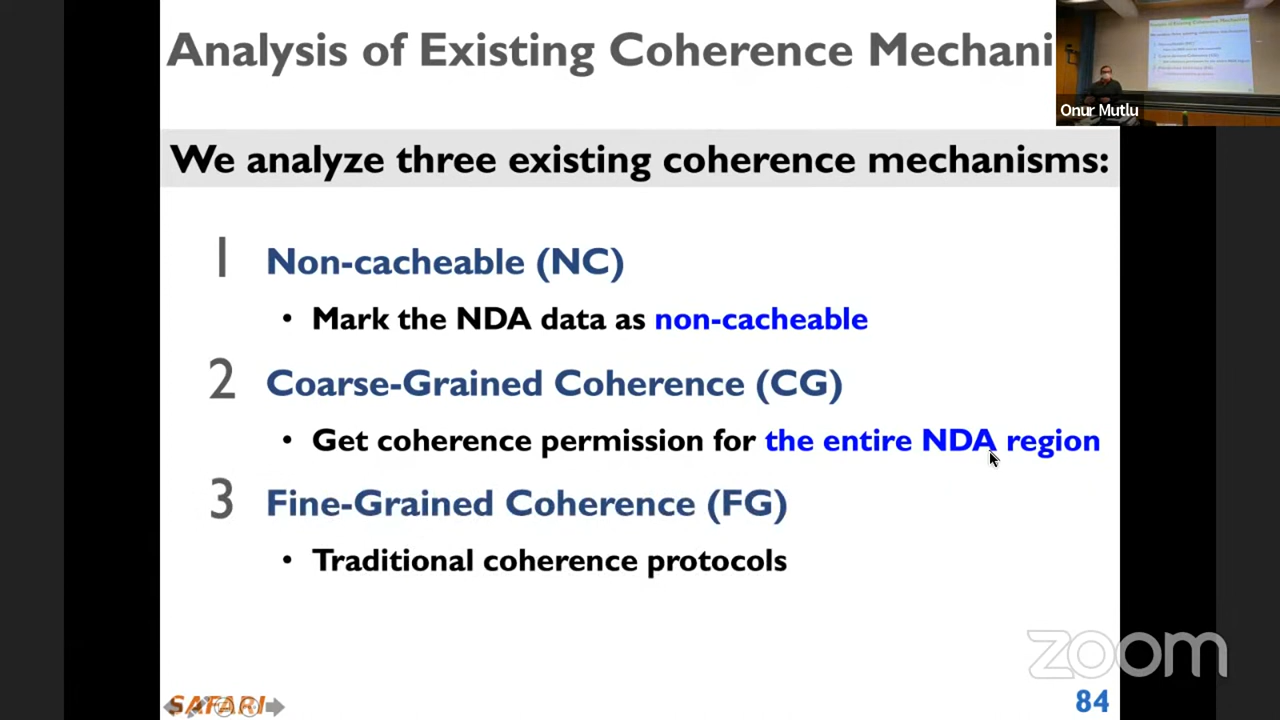 Analysis of Existing Coherence Mechani
Onur Mutlu
We analyze three existing coherence mechanisms:
1 Non-cacheable (NC)
• Mark the NDA data as non-cacheable
2 Coarse-Grained Coherence (CG)
• Get coherence permission for the entire NDA region
3 Fine-Grained Coherence (FG)
• Traditional coherence protocols
zoom
SAFARI
84